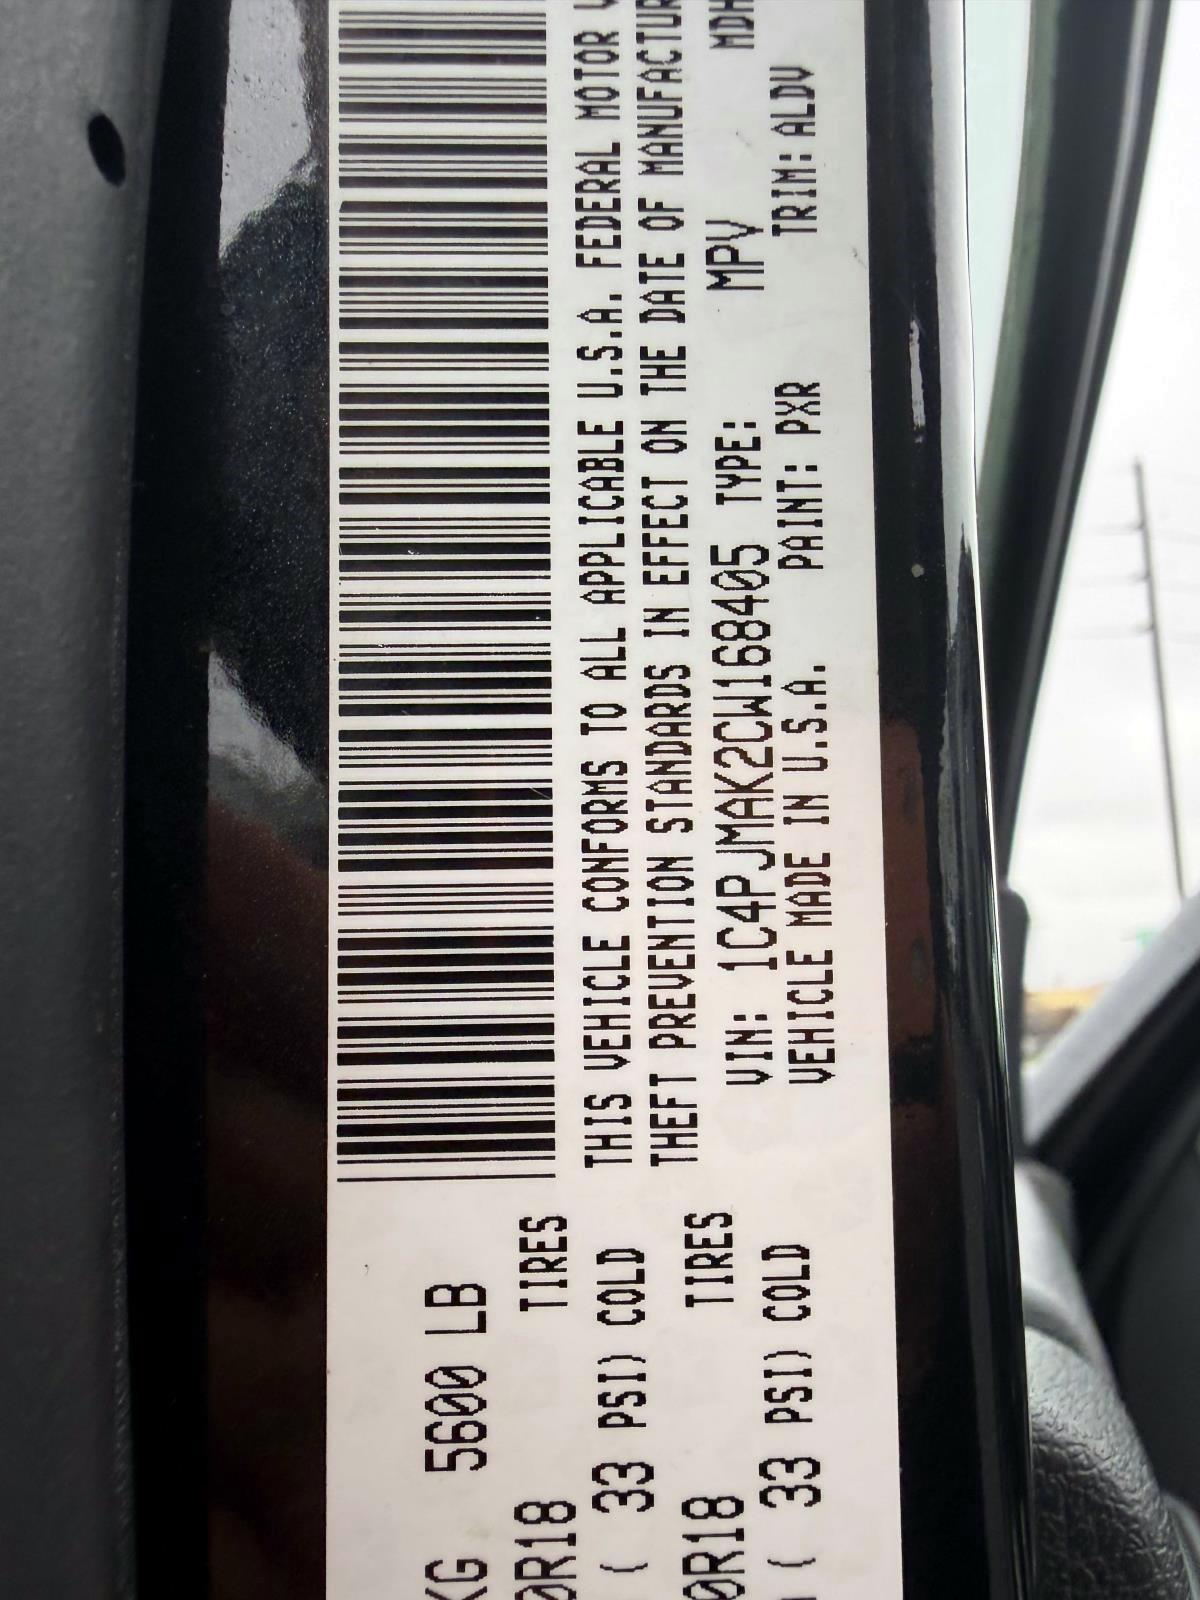 KG 5600 LB
0R18 TIRES
( 33 PSI) COLD
0R18 TIRES
( 33 PSI) COLD
THIS VEHICLE CONFORMS TO ALL APPLICABLE U.S.A. FEDERAL MOTOR V
THEFT PREVENTION STANDARDS IN EFFECT ON THE DATE OF MANUFACTUR
VIN: 1C4PJMAK2CW168405 TYPE: MPV MDH
VEHICLE MADE IN U.S.A. PAINT: PXR TRIM: ALDV